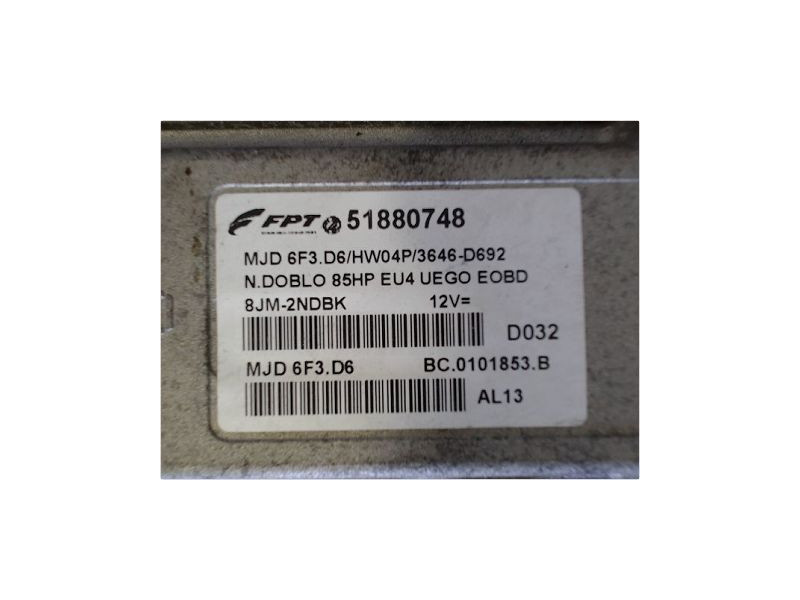 FPT 51880748
MJD 6F3.D6/HW04P/3646-D692
N.DOBLO 85HP EU4 UEGO EOBD
8JM-2NDBK 12V=
D032
MJD 6F3.D6 BC.0101853.B
AL13